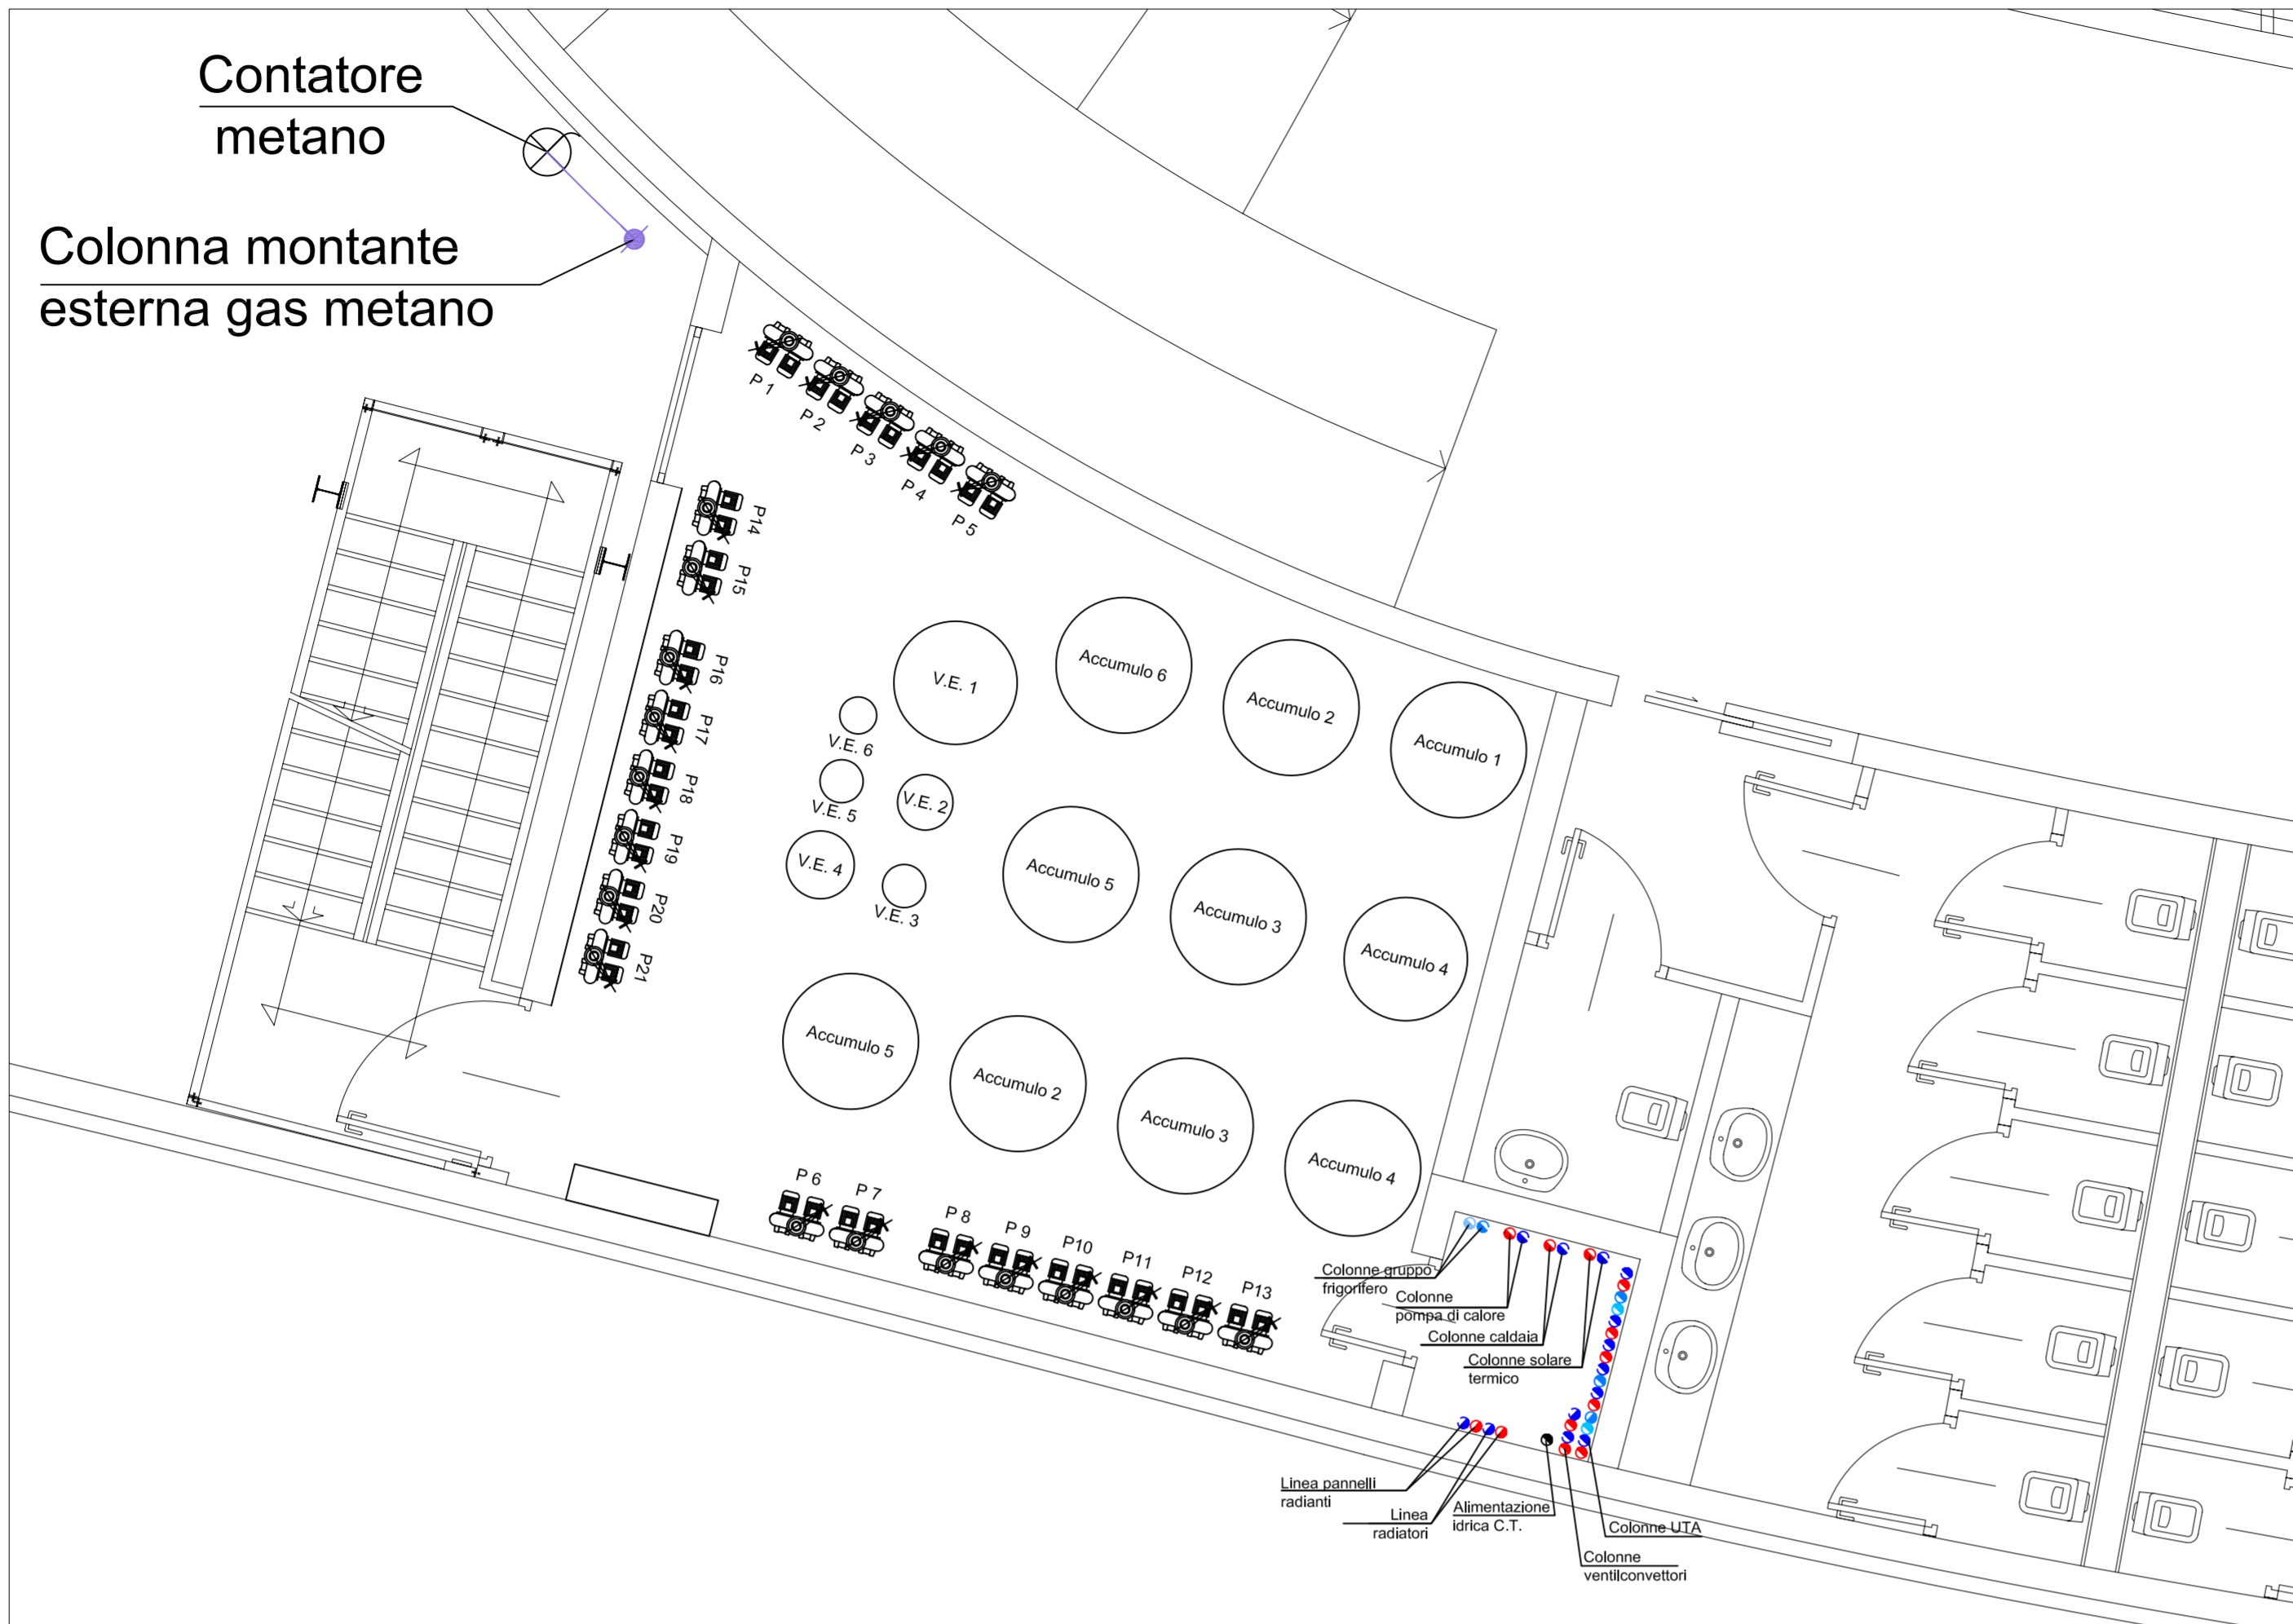 Contatore
metano
Colonna montante
esterna gas metano
P 1
P 2
P 3
P 4
P 5
P14
P15
P16
P17
P18
P19
P20
P21
V.E. 1
Accumulo 6
Accumulo 2
Accumulo 1
V.E. 6
V.E. 5
V.E. 2
V.E. 4
V.E. 3
Accumulo 5
Accumulo 3
Accumulo 4
Accumulo 5
Accumulo 2
Accumulo 3
Accumulo 4
P 6
P 7
P 8
P 9
P10
P11
P12
P13
Colonne gruppo
frigorifero
Colonne
pompa di calore
Colonne caldaia
Colonne solare
termico
Linea pannelli
radianti
Linea
radiatori
Alimentazione
idrica C.T.
Colonne UTA
Colonne
ventilconvettori